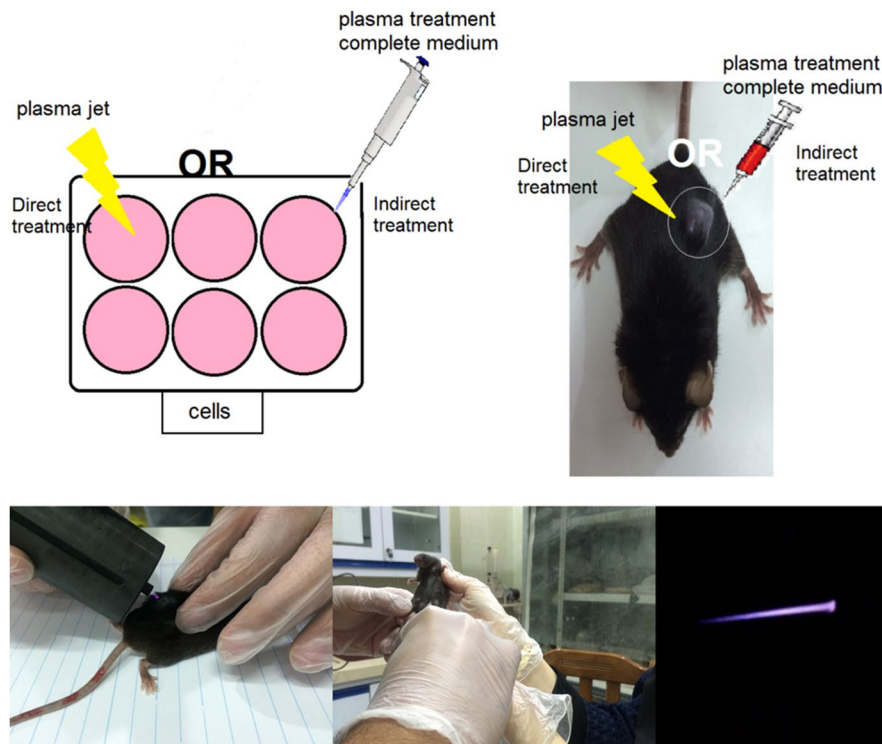 plasma treatment
complete medium
plasma jet
OR
Direct
treatment
Indirect
treatment
cells
plasma treatment
complete medium
plasma jet
OR
Direct
treatment
Indirect
treatment